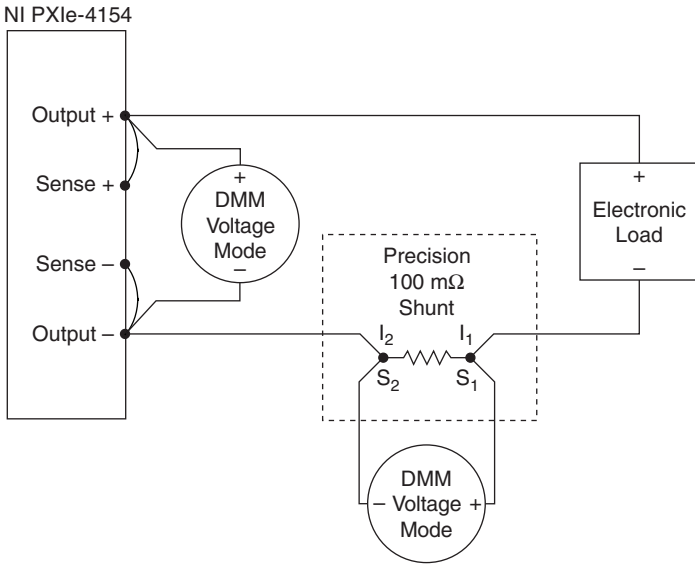 NI PXIe-4154
Output +
Sense +
Sense –
Output –
+
DMM
Voltage
Mode
–
+
Electronic
Load
–
Precision
100 mΩ
Shunt
I2 I1
S2 S1
DMM
– Voltage +
Mode